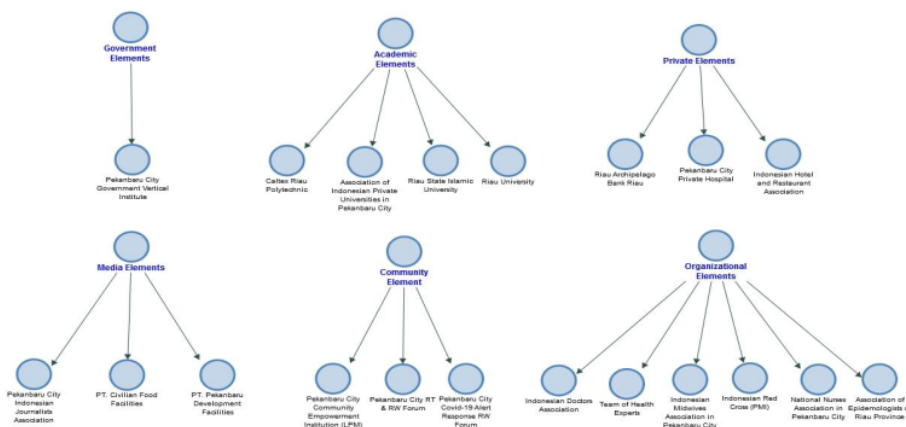 Government
Elements
Pekanbaru City
Government Vertical
Institute
Academic
Elements
Caltex Riau
Polytechnic
Association of
Indonesian Private
Universities in
Pekanbaru City
Riau State Islamic
University
Riau University
Private Elements
Riau Archipelago
Bank Riau
Pekanbaru City
Private Hospital
Indonesian Hotel
and Restaurant
Association
Media Elements
Pekanbaru City
Indonesian
Journalists
Association
PT. Civilian Food
Facilities
PT. Pekanbaru
Development
Facilities
Community
Element
Pekanbaru City
Community
Empowerment
Institution (LPM)
Pekanbaru City RT
& RW Forum
Pekanbaru City
Covid-19 Alert
Response RW
Forum
Organizational
Elements
Indonesian Doctors
Association
Team of Health
Experts
Indonesian
Midwives
Association in
Pekanbaru City
Indonesian Red
Cross (PMI)
National Nurses
Association in
Pekanbaru City
Association of
Epidemologists
Riau Province